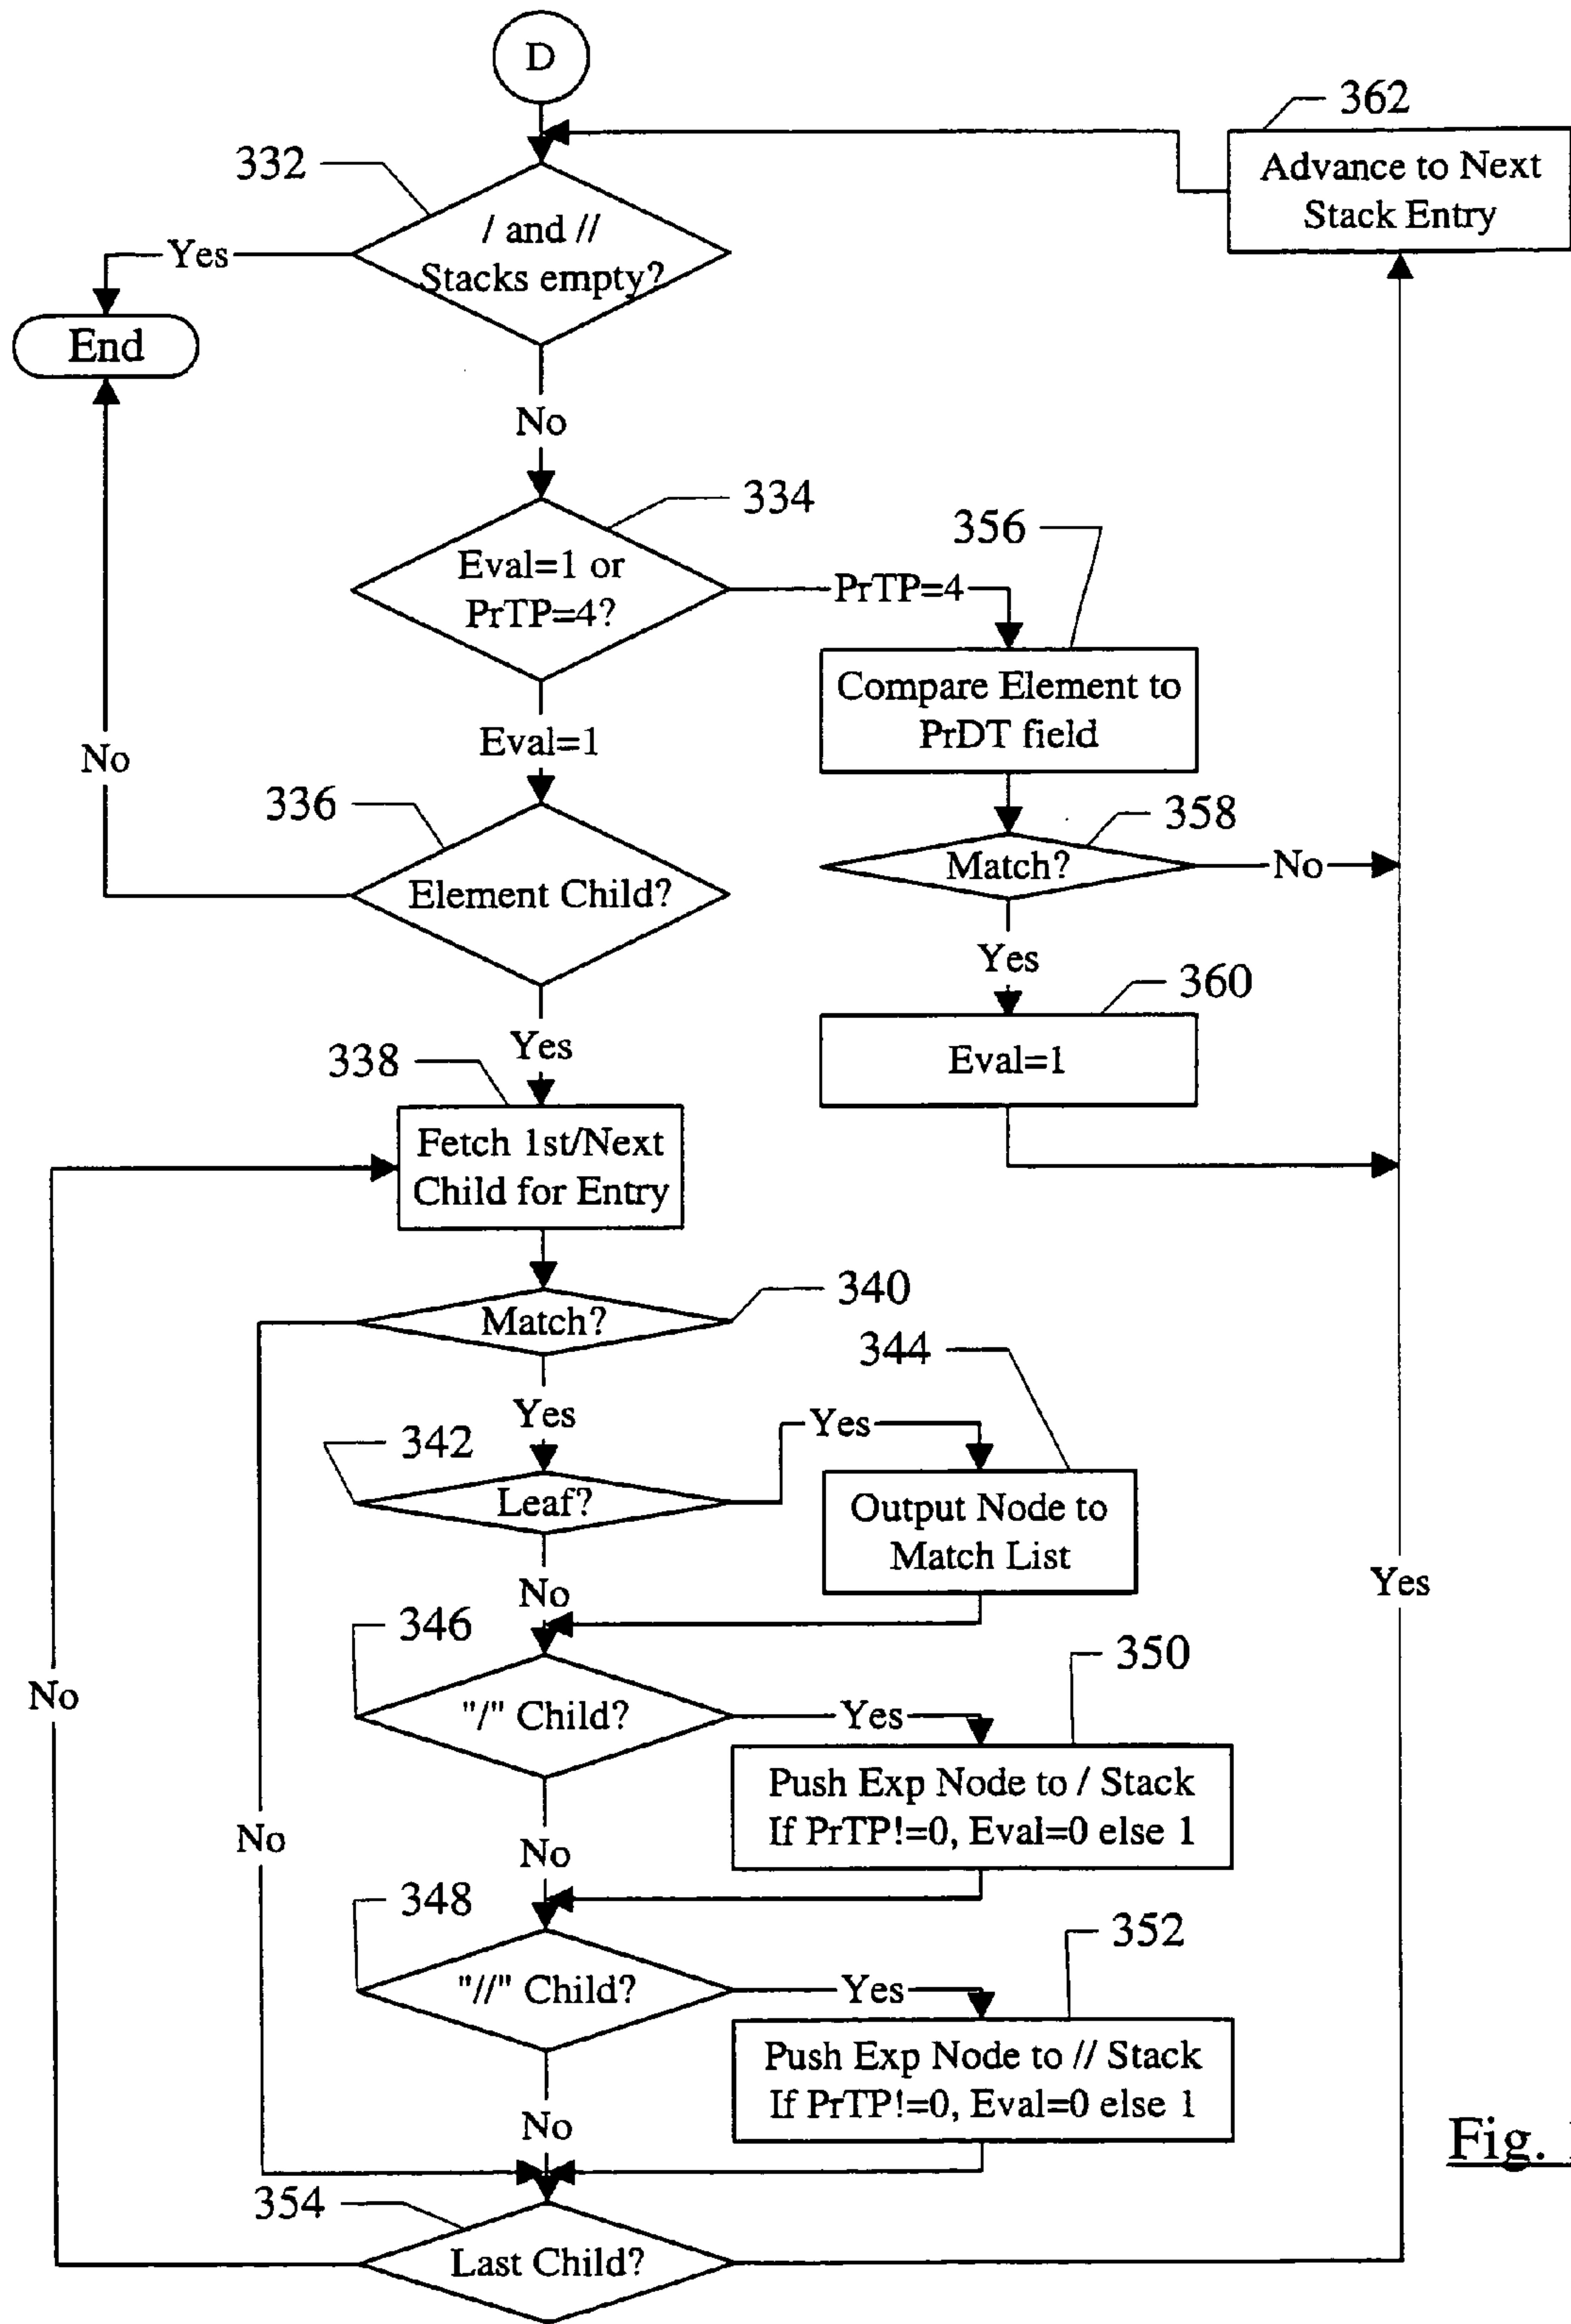 D
362
Advance to Next
Stack Entry
332
/ and //
Stacks empty?
Yes
End
No
334
Eval=1 or
PrTP=4?
PrTP=4
356
Compare Element to
PrDT field
Eval=1
No
336
Element Child?
358
Match?
No
Yes
360
Eval=1
Yes
338
Fetch 1st/Next
Child for Entry
340
Match?
344
Yes
342
Leaf?
Yes
Output Node to
Match List
Yes
No
346
"/" Child?
Yes
350
Push Exp Node to / Stack
If PrTP!=0, Eval=0 else 1
No
No
No
348
"//" Child?
Yes
352
Push Exp Node to // Stack
If PrTP!=0, Eval=0 else 1
No
354
Last Child?
Fig.